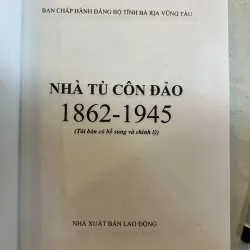 BAN CHẤP HÀNH ĐẢNG BỘ TỈNH BÀ RỊA VŨNG TÀU
NHÀ TÙ CÔN ĐẢO
1862-1945
(Tái bản có bổ sung và chỉnh lý)
NHÀ XUẤT BẢN LAO ĐỘNG